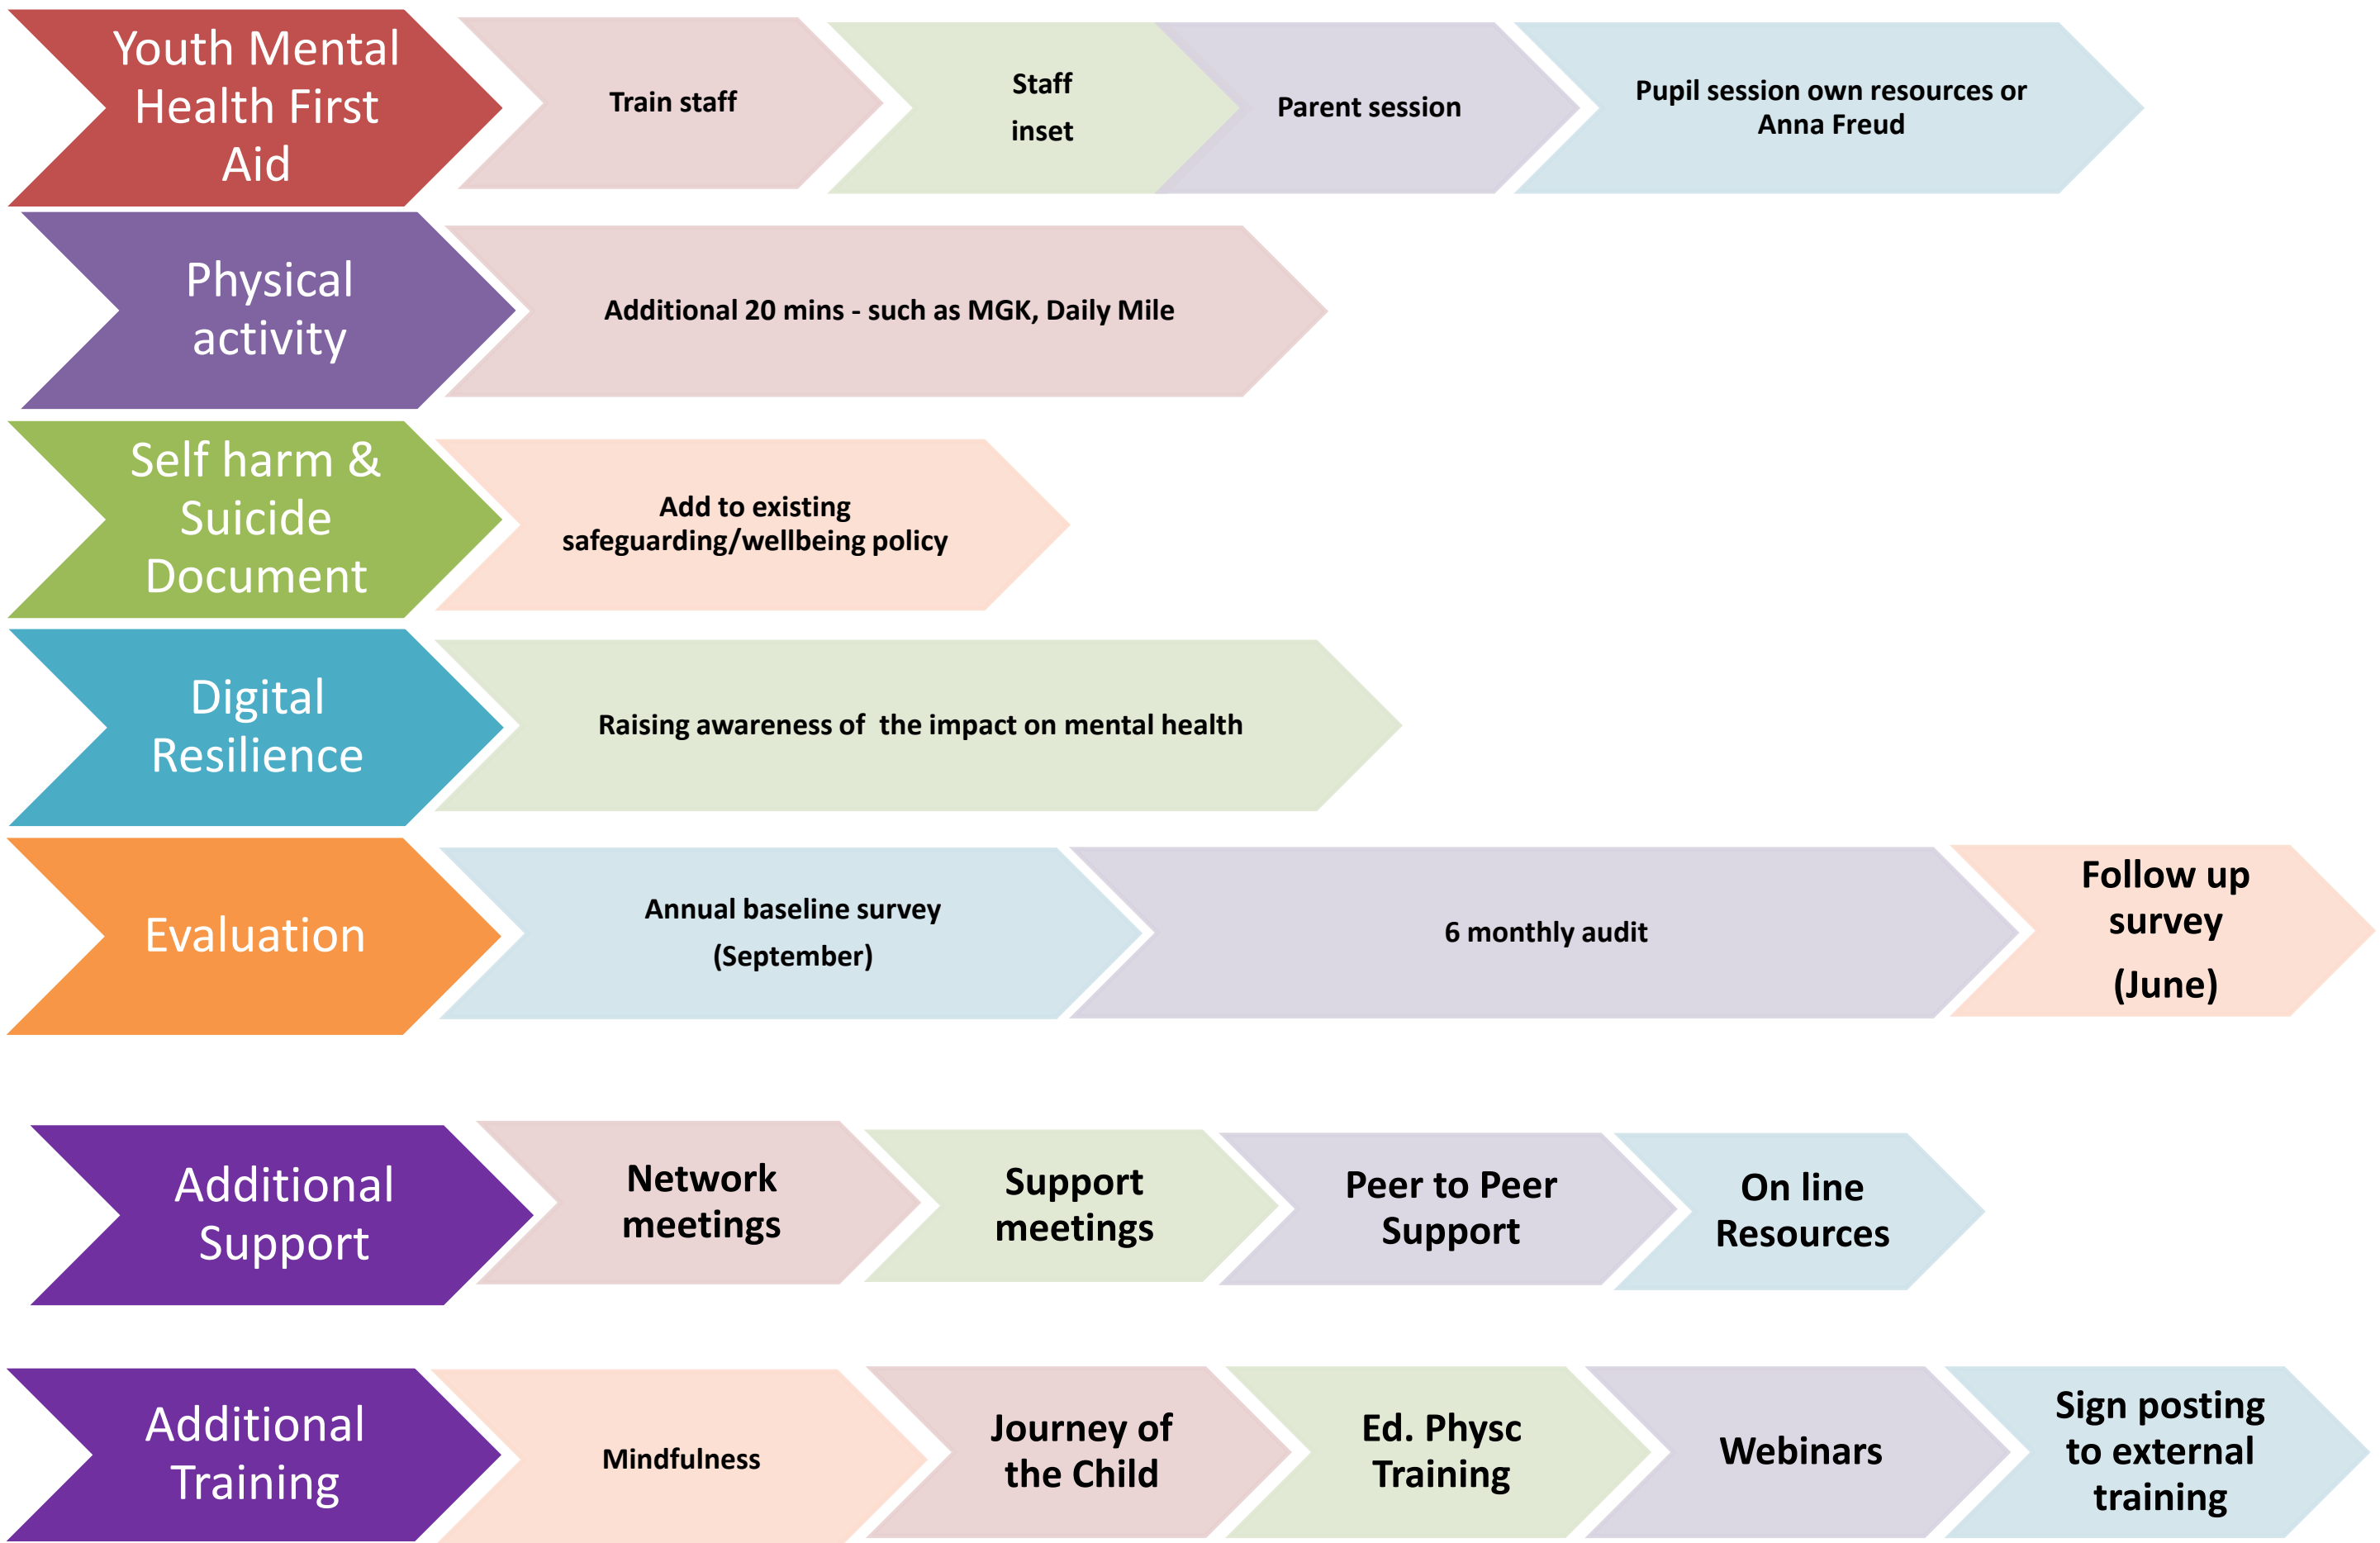 Youth Mental
Health First
Aid
Train staff
Staff
inset
Parent session
Pupil session own resources or
Anna Freud
Physical
activity
Additional 20 mins - such as MGK, Daily Mile
Self harm &
Suicide
Document
Add to existing
safeguarding/wellbeing policy
Digital
Resilience
Raising awareness of  the impact on mental health
Evaluation
Annual baseline survey
(September)
6 monthly audit
Follow up
survey
(June)
Additional
Support
Network
meetings
Support
meetings
Peer to Peer
Support
On line
Resources
Additional
Training
Mindfulness
Journey of
the Child
Ed. Physc
Training
Webinars
Sign posting
to external
training